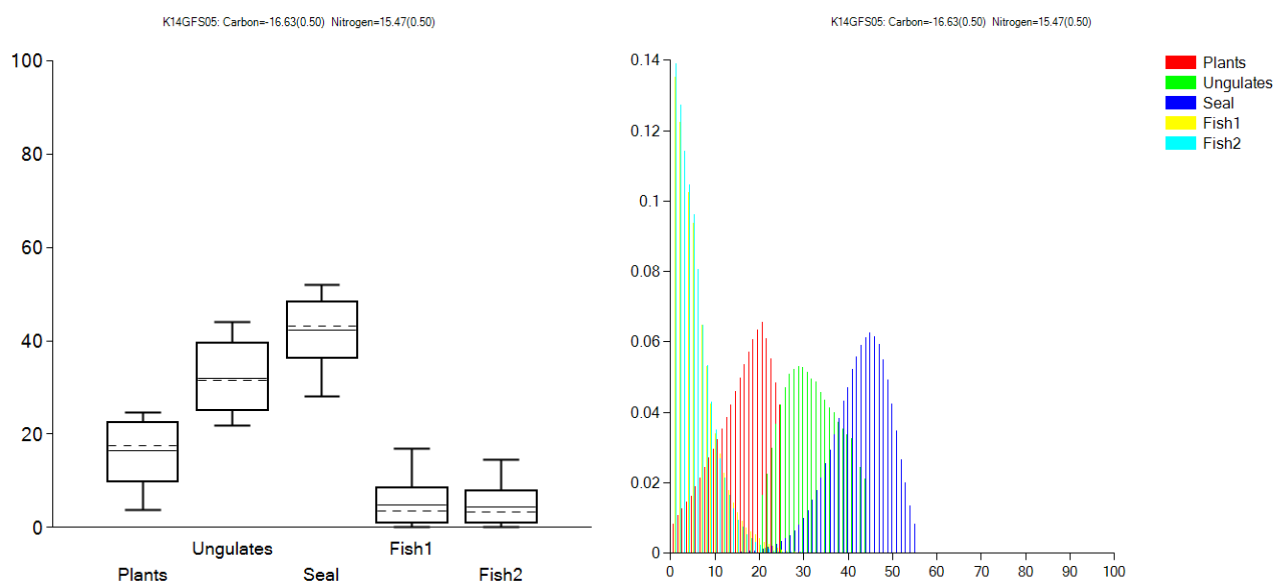 K14GFS05: Carbon=-16.63(0.50) Nitrogen=15.47(0.50)
100
80
60
40
20
0
Ungulates Fish1
Plants Seal Fish2
K14GFS05: Carbon=-16.63(0.50) Nitrogen=15.47(0.50)
0.14
0.12
0.1
0.08
0.06
0.04
0.02
0
0 10 20 30 40 50 60 70 80 90 100
Plants
Ungulates
Seal
Fish1
Fish2